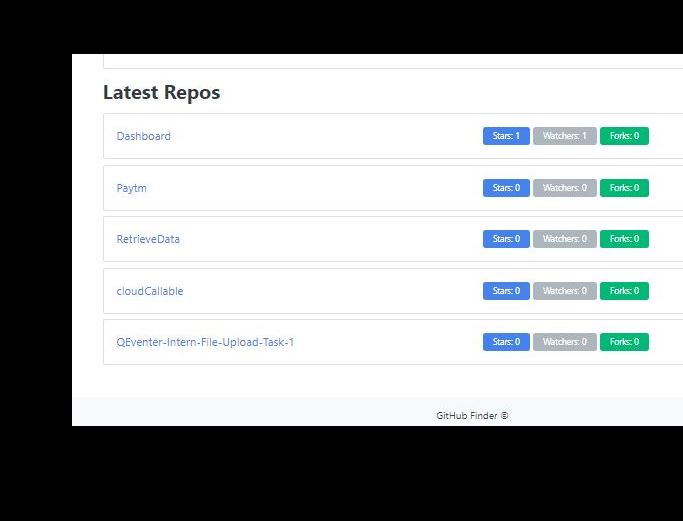 Latest Repos
Dashboard Stars: 1 Watchers: 1 Forks: 0
Paytm Stars: 0 Watchers: 0 Forks: 0
RetrieveData Stars: 0 Watchers: 0 Forks: 0
cloudCallable Stars: 0 Watchers: 0 Forks: 0
QEventer-Intern-File-Upload-Task-1 Stars: 0 Watchers: 0 Forks: 0
GitHub Finder ©